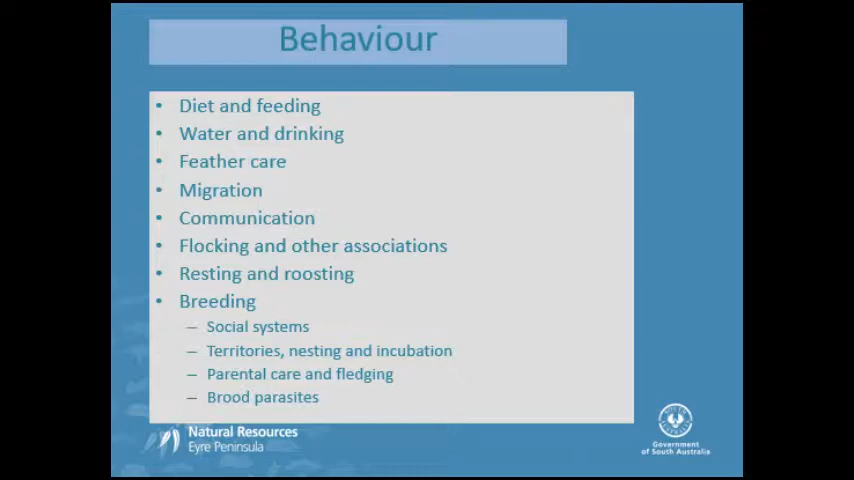 Behaviour
• Diet and feeding
• Water and drinking
• Feather care
• Migration
• Communication
• Flocking and other associations
• Resting and roosting
• Breeding
– Social systems
– Territories, nesting and incubation
– Parental care and fledging
– Brood parasites
Natural Resources
Eyre Peninsula
Government
of South Australia